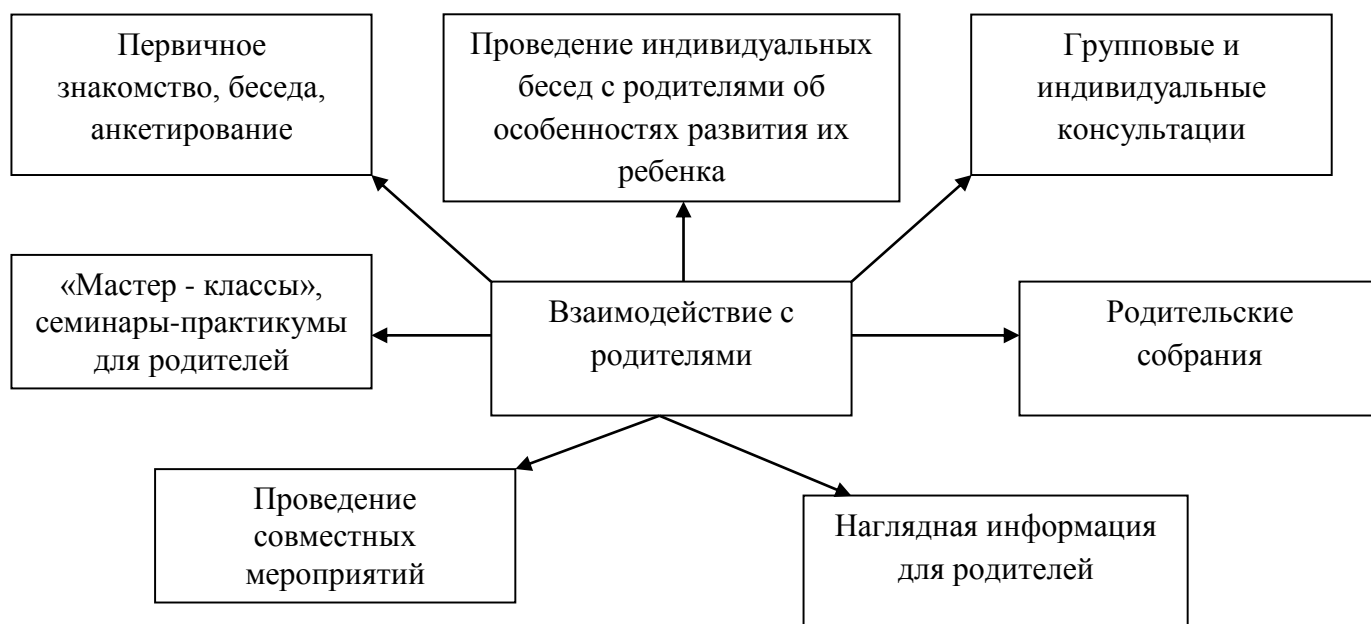 Первичное
знакомство, беседа,
анкетирование
Проведение индивидуальных
бесед с родителями об
особенностях развития их
ребенка
Групповые и
индивидуальные
консультации
«Мастер - классы»,
семинары-практикумы
для родителей
Взаимодействие с
родителями
Родительские
собрания
Проведение
совместных
мероприятий
Наглядная информация
для родителей